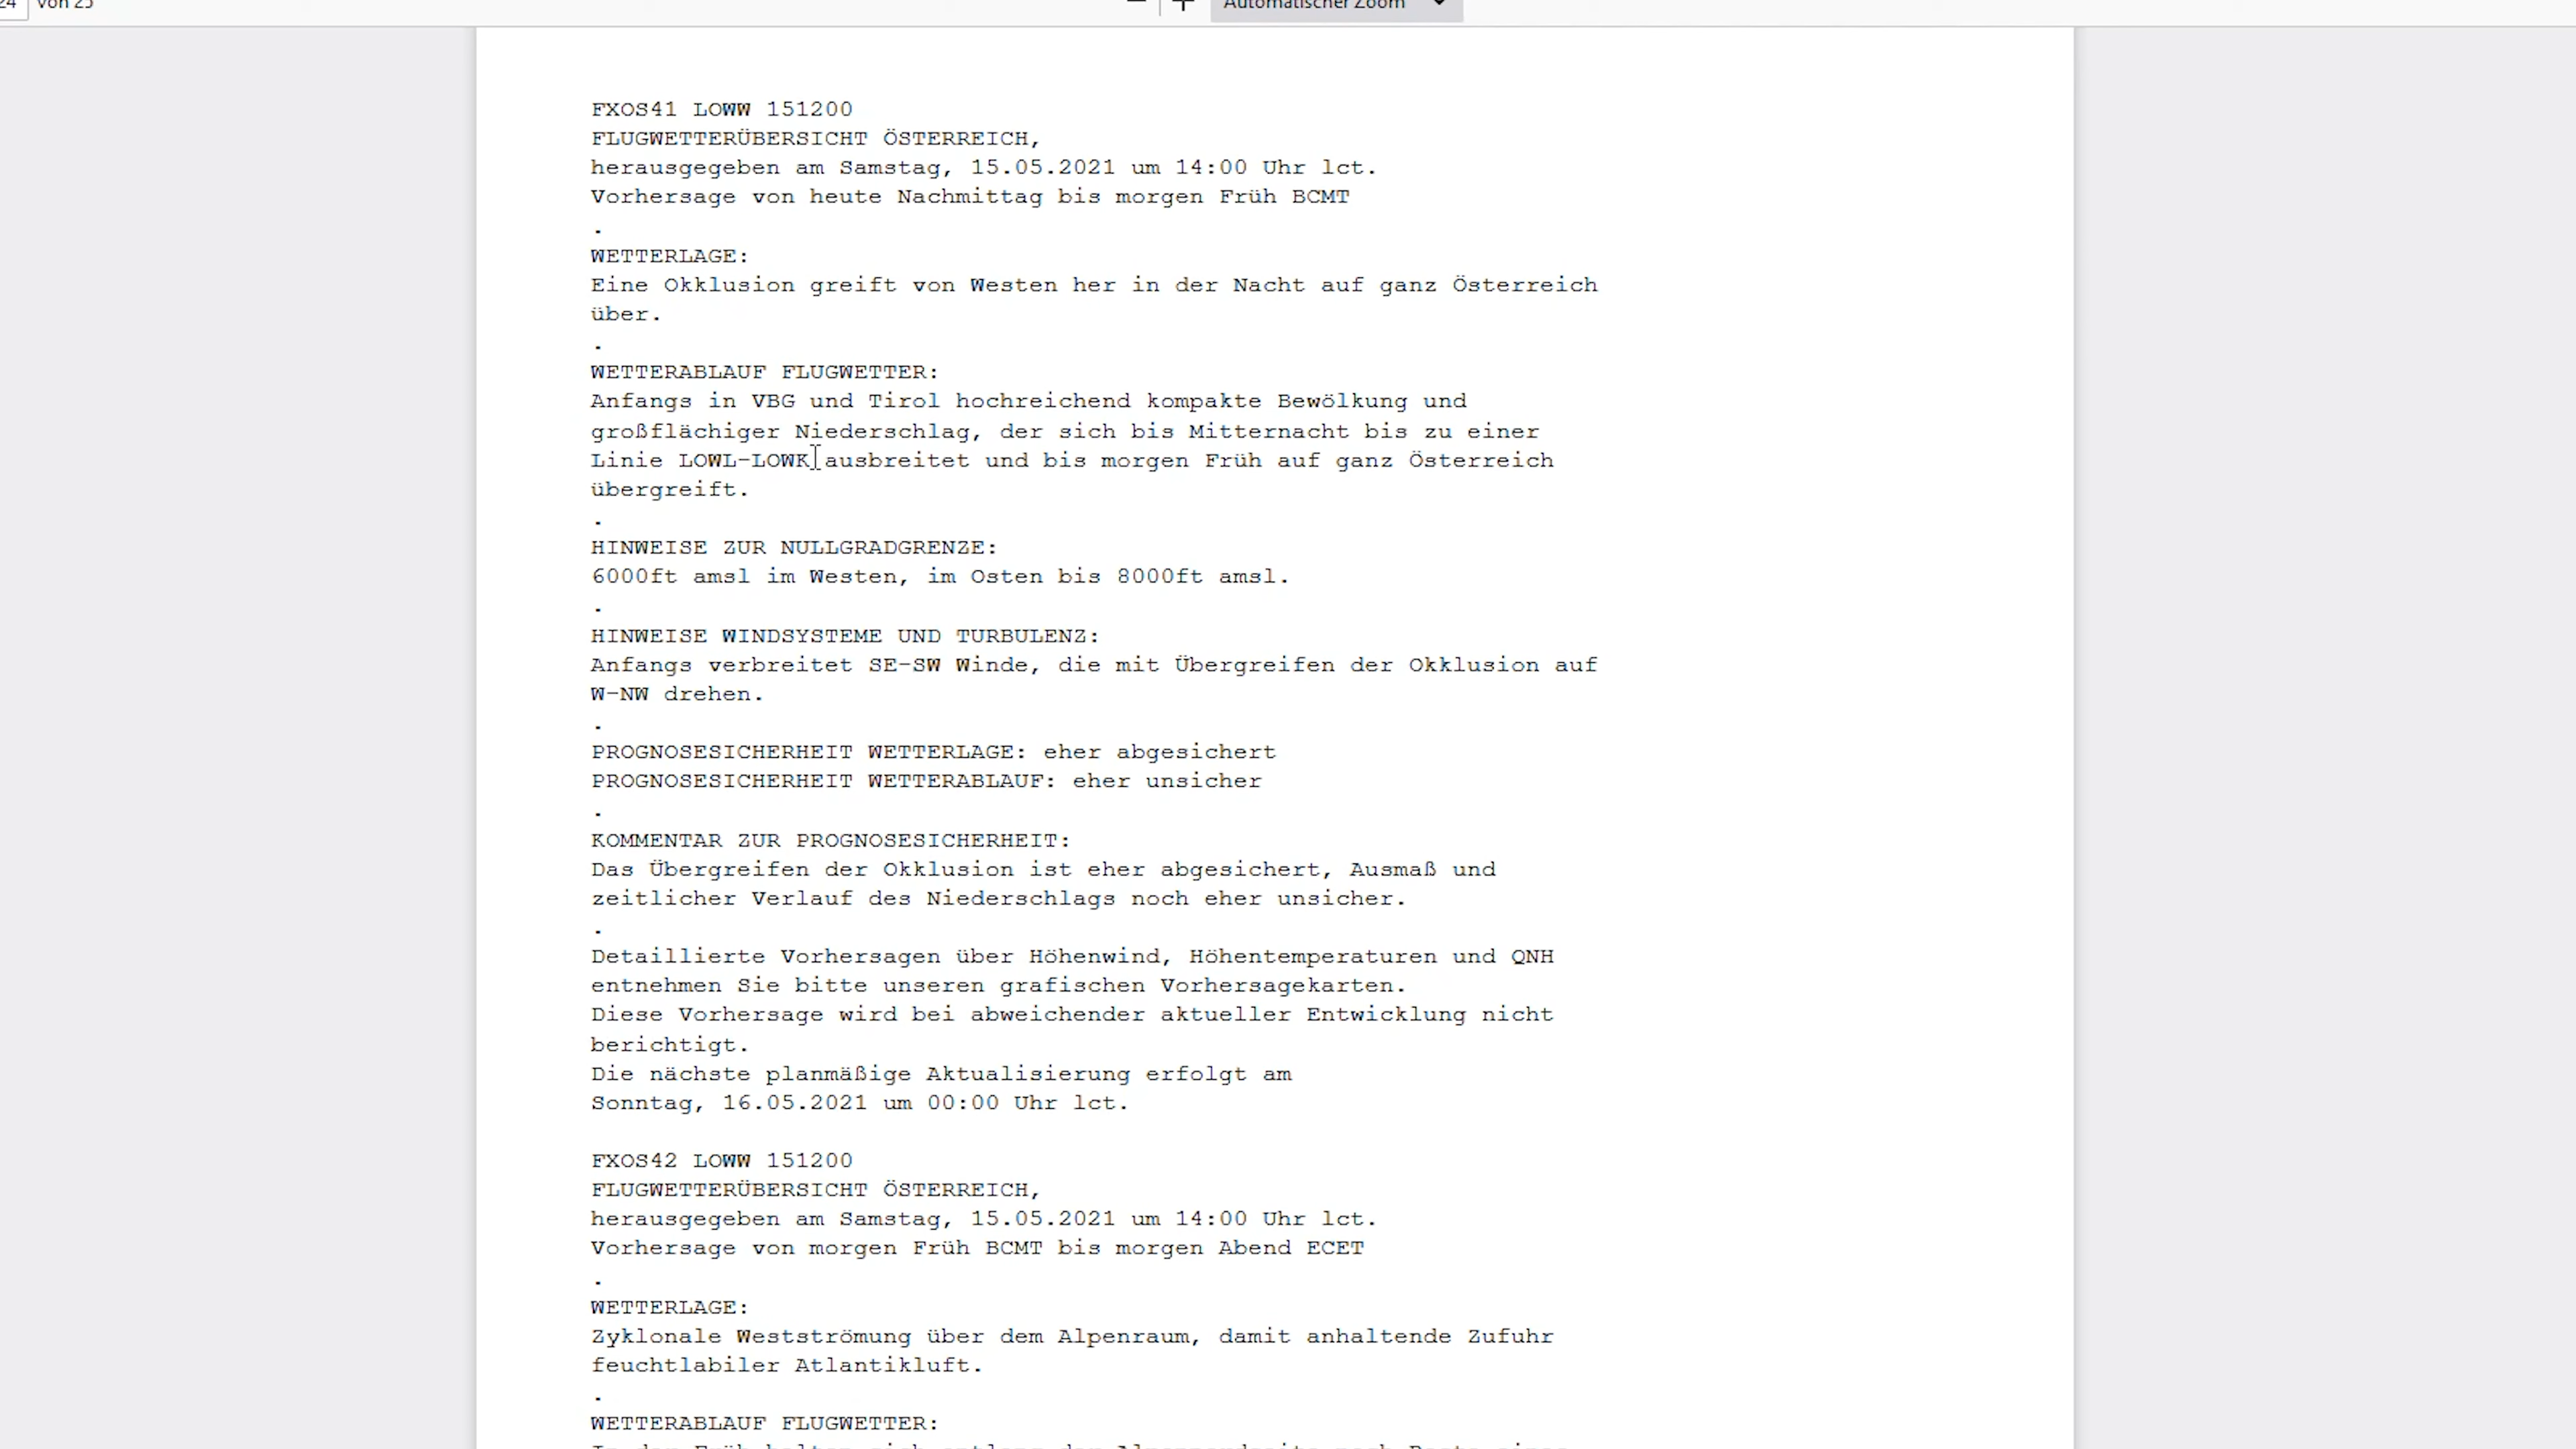 24 von 25
Automatischer Zoom
FXOS41 LOWW 151200
FLUGWETTERÜBERSICHT ÖSTERREICH,
herausgegeben am Samstag, 15.05.2021 um 14:00 Uhr lct.
Vorhersage von heute Nachmittag bis morgen Früh BCMT
.
WETTERLAGE:
Eine Okklusion greift von Westen her in der Nacht auf ganz Österreich
über.
.
WETTERABLAUF FLUGWETTER:
Anfangs in VBG und Tirol hochreichend kompakte Bewölkung und
großflächiger Niederschlag, der sich bis Mitternacht bis zu einer
Linie LOWL-LOWK ausbreitet und bis morgen Früh auf ganz Österreich
übergreift.
.
HINWEISE ZUR NULLGRADGRENZE:
6000ft amsl im Westen, im Osten bis 8000ft amsl.
.
HINWEISE WINDSYSTEME UND TURBULENZ:
Anfangs verbreitet SE-SW Winde, die mit Übergreifen der Okklusion auf
W-NW drehen.
.
PROGNOSESICHERHEIT WETTERLAGE: eher abgesichert
PROGNOSESICHERHEIT WETTERABLAUF: eher unsicher
.
KOMMENTAR ZUR PROGNOSESICHERHEIT:
Das Übergreifen der Okklusion ist eher abgesichert, Ausmaß und
zeitlicher Verlauf des Niederschlags noch eher unsicher.
.
Detaillierte Vorhersagen über Höhenwind, Höhentemperaturen und QNH
entnehmen Sie bitte unseren grafischen Vorhersagekarten.
Diese Vorhersage wird bei abweichender aktueller Entwicklung nicht
berichtigt.
Die nächste planmäßige Aktualisierung erfolgt am
Sonntag, 16.05.2021 um 00:00 Uhr lct.
FXOS42 LOWW 151200
FLUGWETTERÜBERSICHT ÖSTERREICH,
herausgegeben am Samstag, 15.05.2021 um 14:00 Uhr lct.
Vorhersage von morgen Früh BCMT bis morgen Abend ECET
.
WETTERLAGE:
Zyklonale Westströmung über dem Alpenraum, damit anhaltende Zufuhr
feuchtlabiler Atlantikluft.
.
WETTERABLAUF FLUGWETTER: